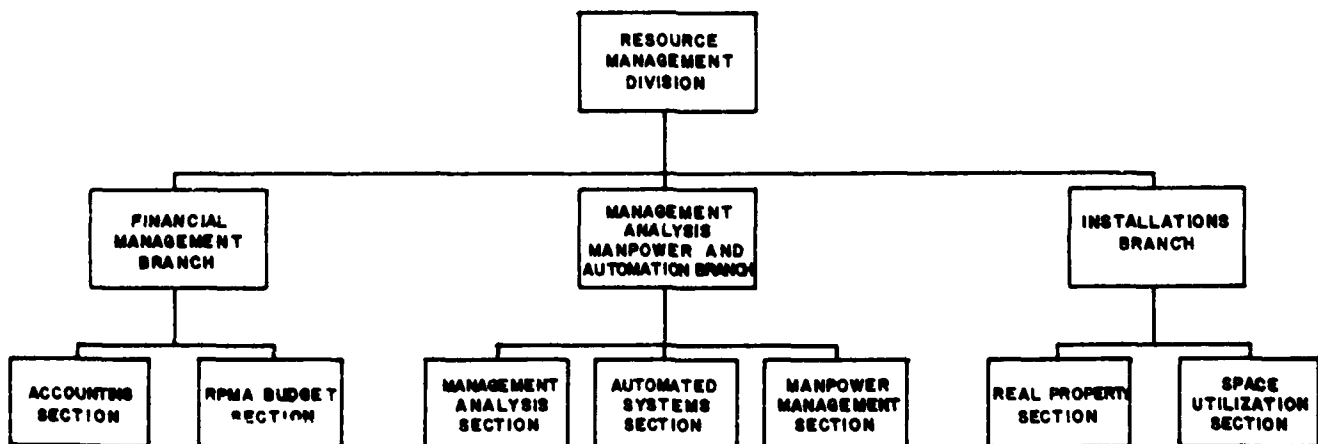 RESOURCE
MANAGEMENT
DIVISION
FINANCIAL
MANAGEMENT
BRANCH
MANAGEMENT
ANALYSIS
MANPOWER AND
AUTOMATION BRANCH
INSTALLATIONS
BRANCH
ACCOUNTING
SECTION
RPMA BUDGET
SECTION
MANAGEMENT
ANALYSIS
SECTION
AUTOMATED
SYSTEMS
SECTION
MANPOWER
MANAGEMENT
SECTION
REAL PROPERTY
SECTION
SPACE
UTILIZATION
SECTION